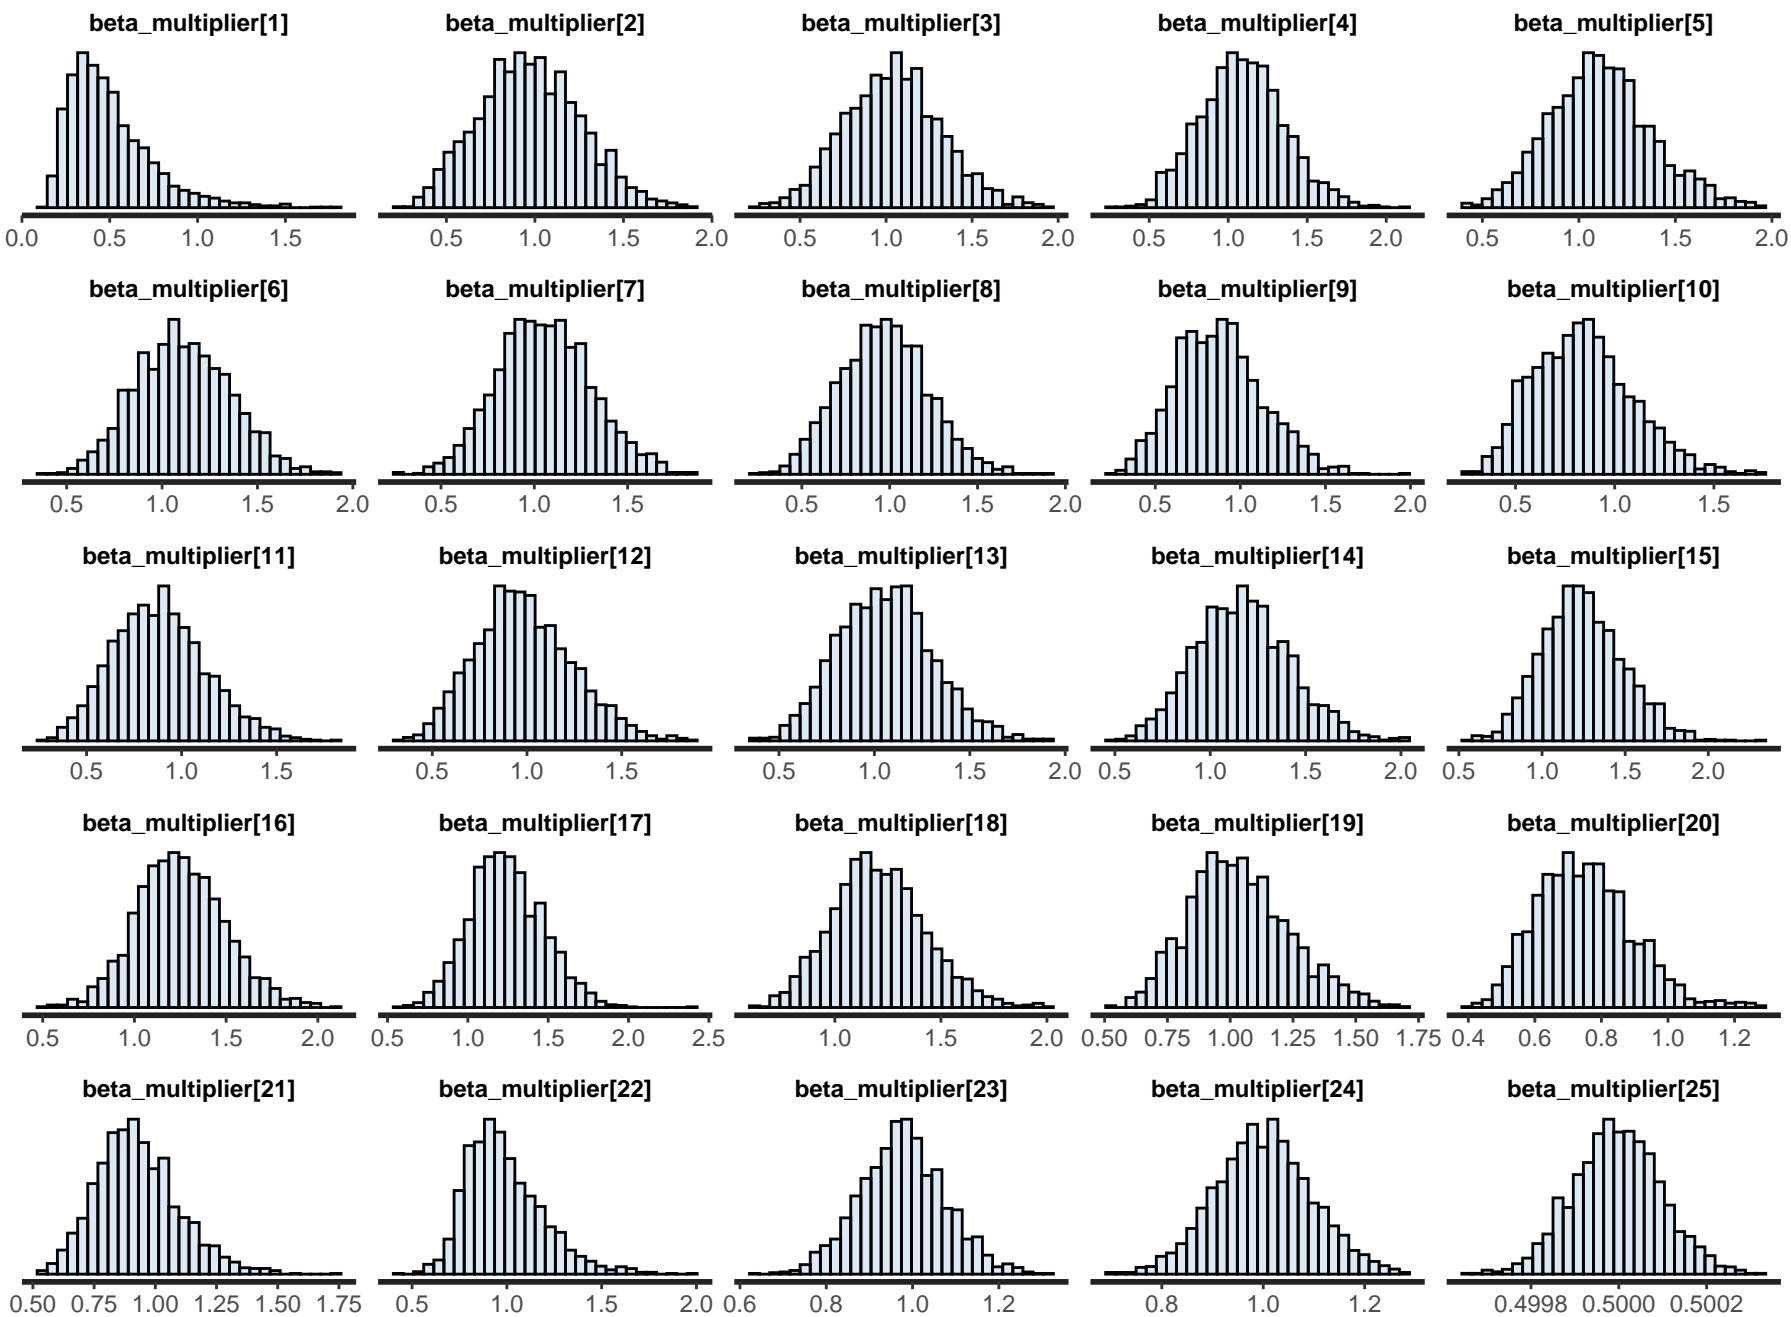 beta_multiplier[1] beta_multiplier[2] beta_multiplier[3] beta_multiplier[4] beta_multiplier[5]
0.0 0.5 1.0 1.5 0.5 1.0 1.5 2.0 0.5 1.0 1.5 2.0 0.5 1.0 1.5 2.0 0.5 1.0 1.5 2.0
beta_multiplier[6] beta_multiplier[7] beta_multiplier[8] beta_multiplier[9] beta_multiplier[10]
0.5 1.0 1.5 2.0 0.5 1.0 1.5 0.5 1.0 1.5 2.0 0.5 1.0 1.5 2.0 0.5 1.0 1.5
beta_multiplier[11] beta_multiplier[12] beta_multiplier[13] beta_multiplier[14] beta_multiplier[15]
0.5 1.0 1.5 0.5 1.0 1.5 0.5 1.0 1.5 2.0 0.5 1.0 1.5 2.0 0.5 1.0 1.5 2.0
beta_multiplier[16] beta_multiplier[17] beta_multiplier[18] beta_multiplier[19] beta_multiplier[20]
0.5 1.0 1.5 2.0 0.5 1.0 1.5 2.0 2.5 1.0 1.5 2.0 0.50 0.75 1.00 1.25 1.50 1.75 0.4 0.6 0.8 1.0 1.2
beta_multiplier[21] beta_multiplier[22] beta_multiplier[23] beta_multiplier[24] beta_multiplier[25]
0.50 0.75 1.00 1.25 1.50 1.75 0.5 1.0 1.5 2.0 0.6 0.8 1.0 1.2 0.8 1.0 1.2 0.4998 0.5000 0.5002